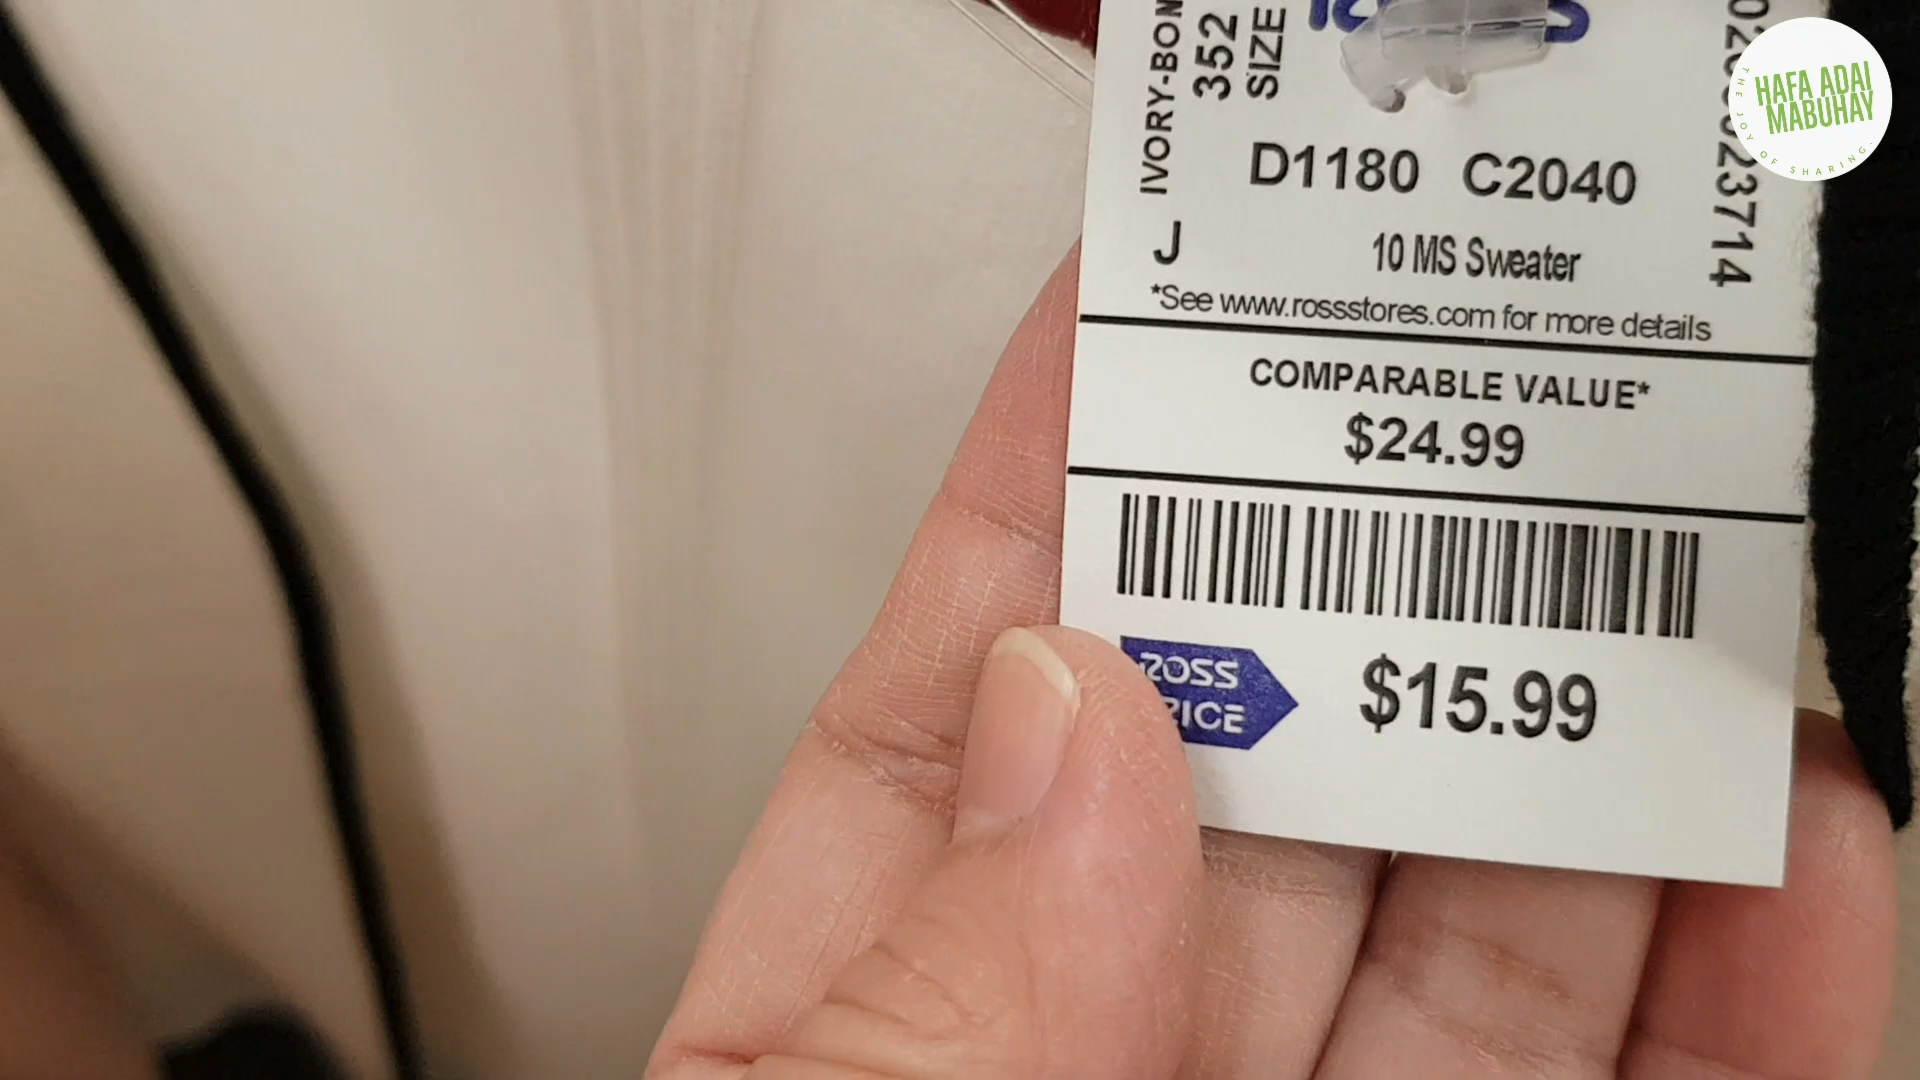 IVORY-BON
352
SIZE
D1180 C2040
J
10 MS Sweater
*See www.rossstores.com for more details
COMPARABLE VALUE*
$24.99
$15.99
HAFA ADAI
MABUHAY
THE JOY OF SHARING.